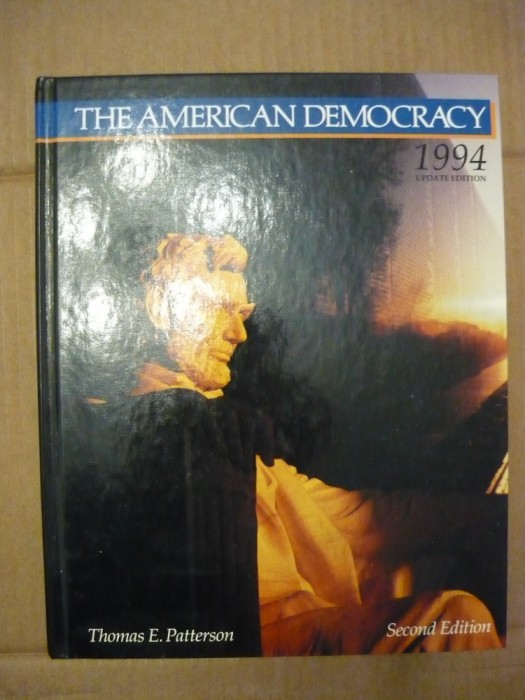 THE AMERICAN DEMOCRACY
1994
UPDATE EDITION
Thomas E. Patterson
Second Edition